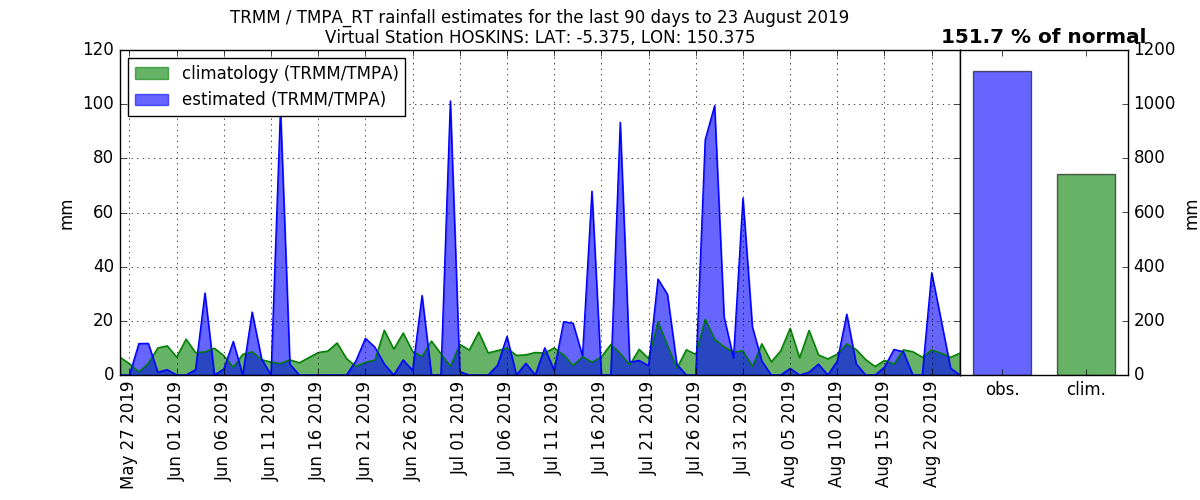 TRMM / TMPA_RT rainfall estimates for the last 90 days to 23 August 2019
Virtual Station HOSKINS: LAT: -5.375, LON: 150.375
151.7 % of normal
climatology (TRMM/TMPA)
estimated (TRMM/TMPA)
120
100
80
60
40
20
0
mm
1200
1000
800
600
400
200
0
mm
May 27 2019
Jun 01 2019
Jun 06 2019
Jun 11 2019
Jun 16 2019
Jun 21 2019
Jun 26 2019
Jul 01 2019
Jul 06 2019
Jul 11 2019
Jul 16 2019
Jul 21 2019
Jul 26 2019
Jul 31 2019
Aug 05 2019
Aug 10 2019
Aug 15 2019
Aug 20 2019
obs.
clim.